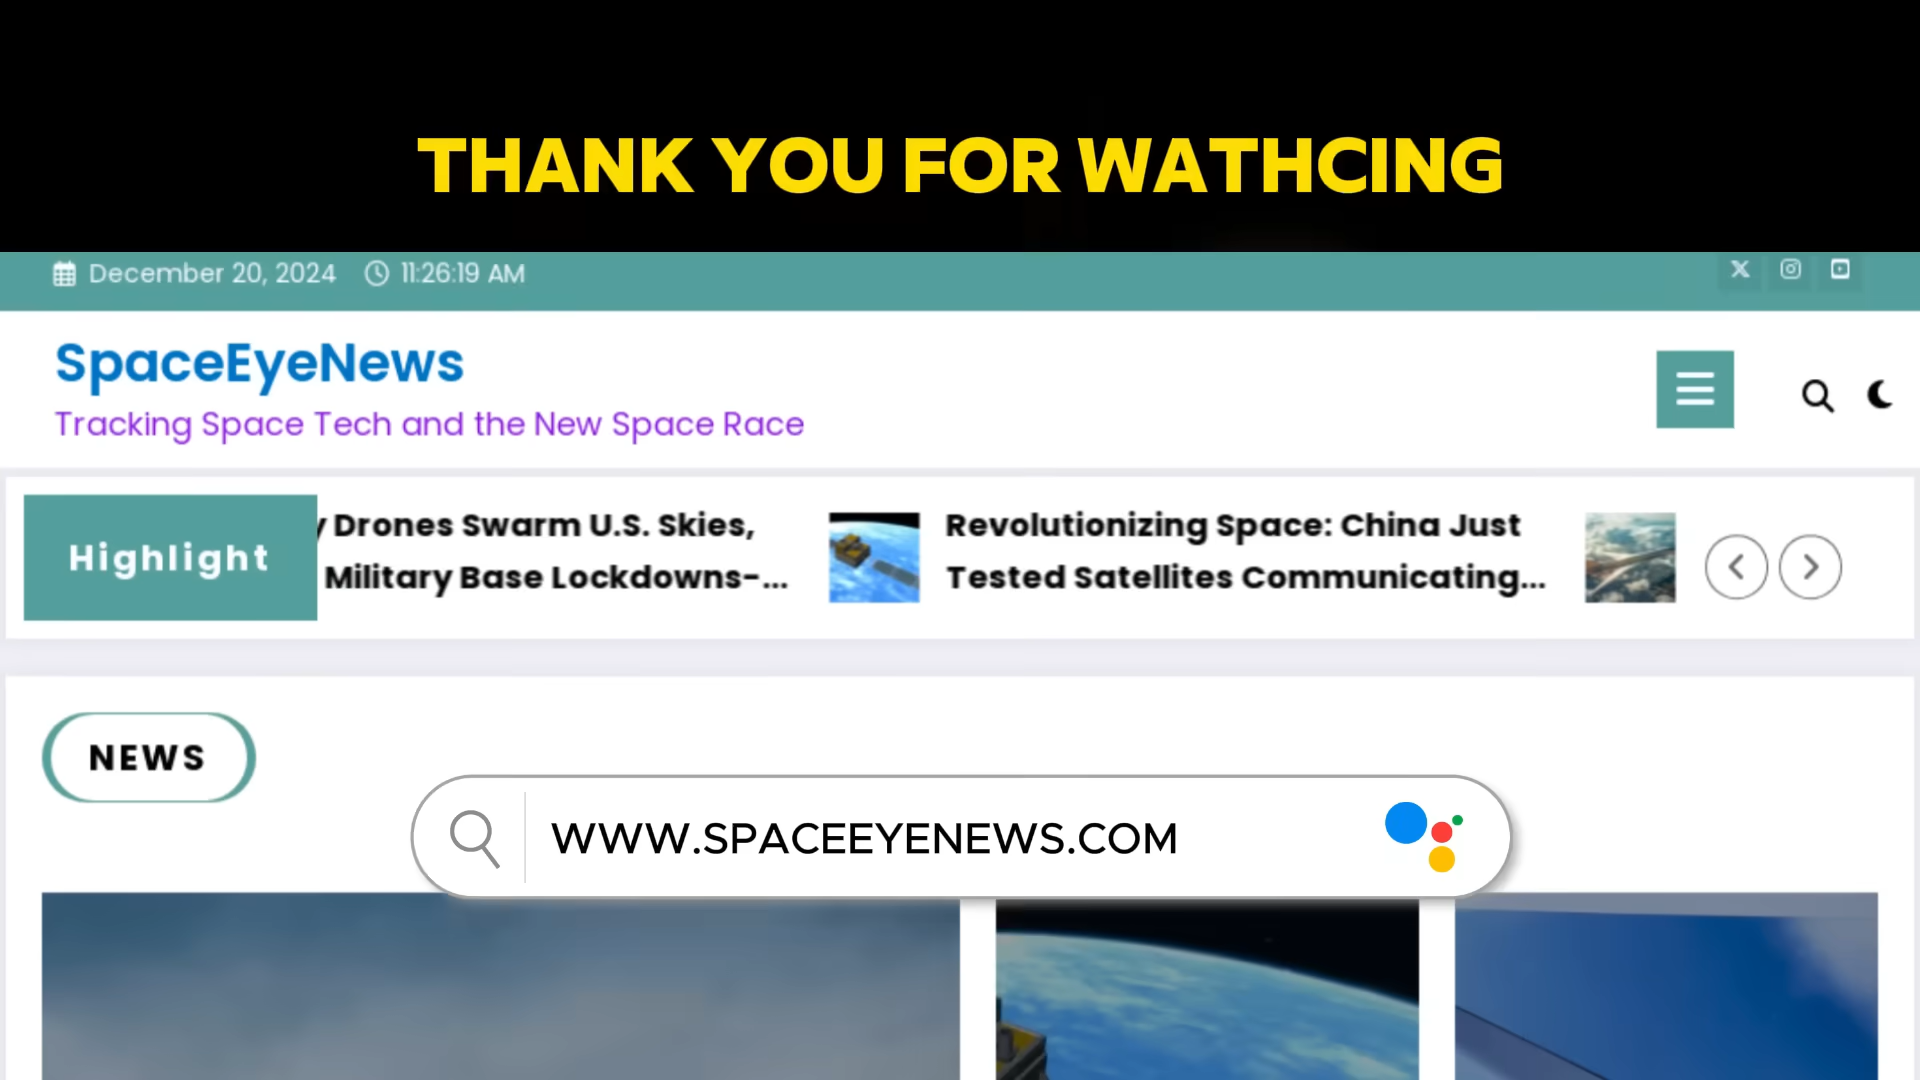 THANK YOU FOR WATHCING
December 20, 2024 11:26:19 AM
SpaceEyeNews
Tracking Space Tech and the New Space Race
Highlight
Drones Swarm U.S. Skies,
Military Base Lockdowns-...
Revolutionizing Space: China Just
Tested Satellites Communicating...
NEWS
WWW.SPACEEYENEWS.COM